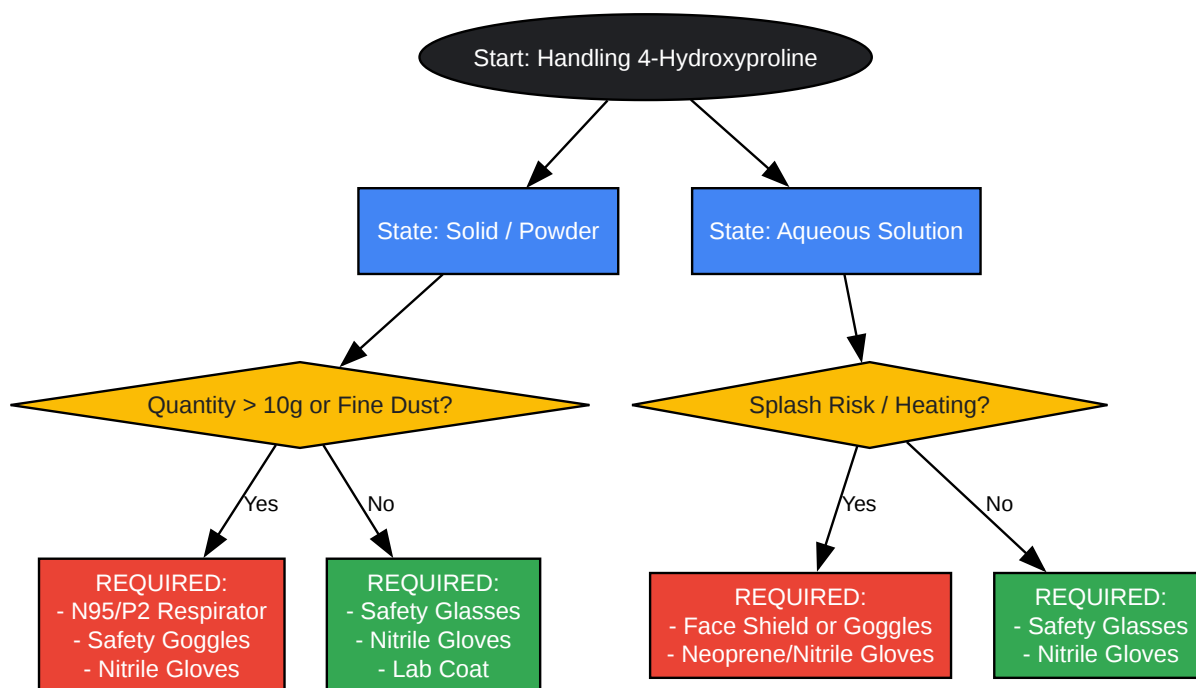 Start: Handling 4-Hydroxyproline
State: Solid / Powder
State: Aqueous Solution
Quantity > 10g or Fine Dust?
Splash Risk / Heating?
Yes
No
Yes
No
REQUIRED:
- N95/P2 Respirator
- Safety Goggles
- Nitrile Gloves
REQUIRED:
- Safety Glasses
- Nitrile Gloves
- Lab Coat
REQUIRED:
- Face Shield or Goggles
- Neoprene/Nitrile Gloves
REQUIRED:
- Safety Glasses
- Nitrile Gloves